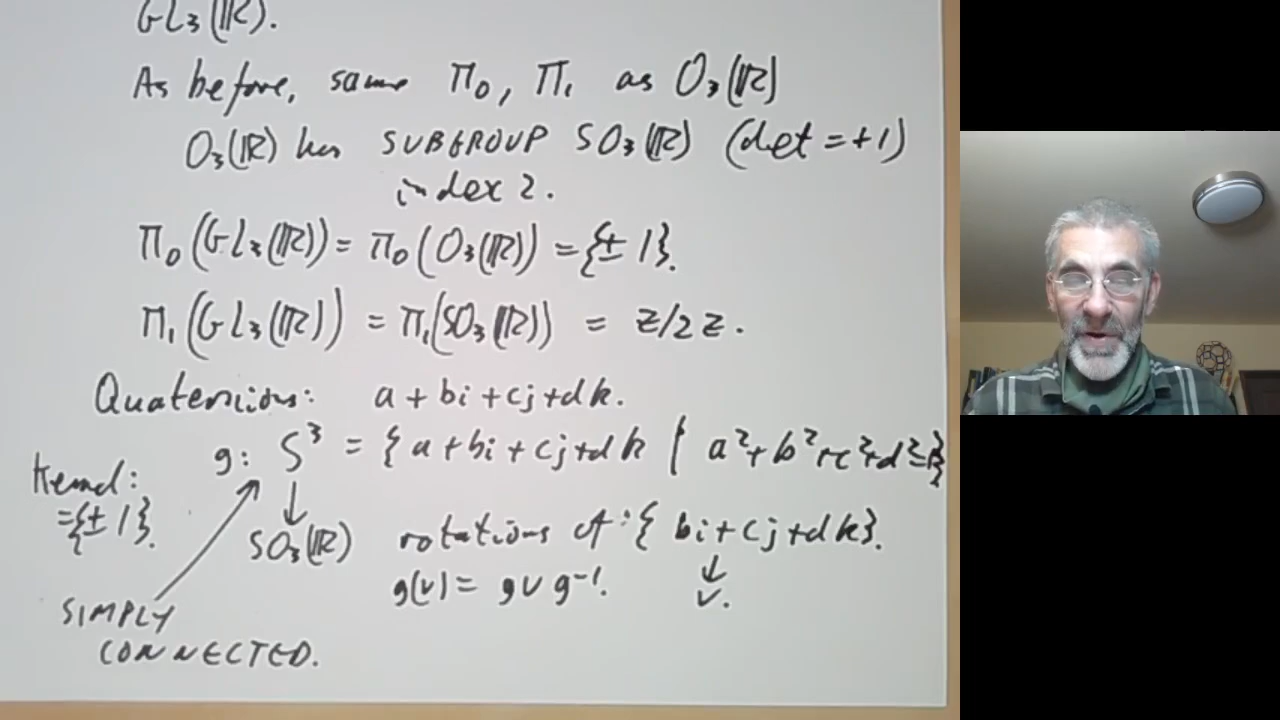 GL₃(ℝ).
As before, same Π₀, Π₁ as O₃(ℝ)
O₃(ℝ) has SUBGROUP SO₃(ℝ) (det = +1)
index 2.
Π₀(GL₃(ℝ)) = Π₀(O₃(ℝ)) = {± 1}.
Π₁(GL₃(ℝ)) = Π₁(SO₃(ℝ)) = Z/2Z.
Quaternions: a + bi + cj + dk.
g: S³ = { a + bi + cj + dk | a² + b² + c² + d² = 1}
Kernel:
= {± 1}.
↓
SO₃(ℝ) rotations of : { bi + cj + dk}.
g(v) = g v g⁻¹.
↓
v.
SIMPLY
CONNECTED.